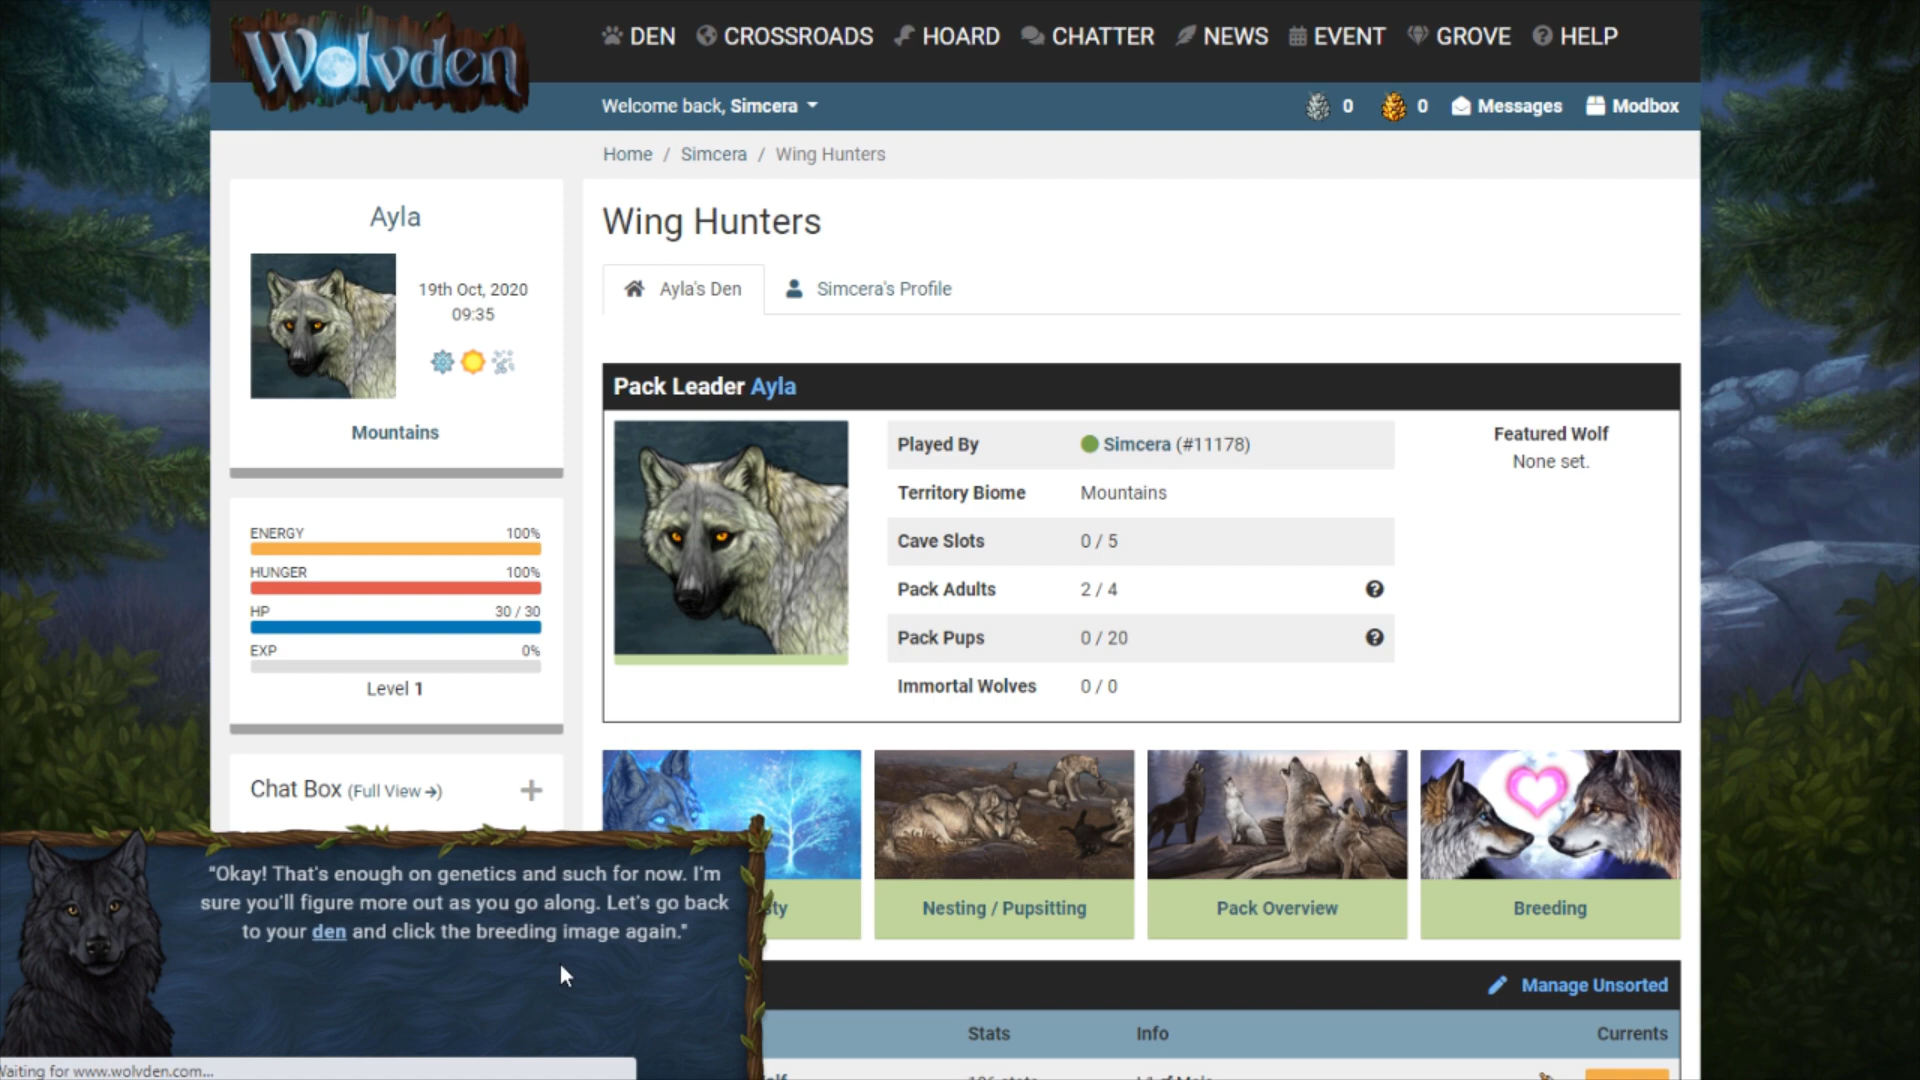 Wolvden
DEN CROSSROADS HOARD CHATTER NEWS EVENT GROVE HELP
Welcome back, Simcera
0 0 Messages Modbox
Home / Simcera / Wing Hunters
Ayla
19th Oct, 2020
09:35
Mountains
ENERGY 100%
HUNGER 100%
HP 30 / 30
EXP 0%
Level 1
Chat Box (Full View →)
Wing Hunters
Ayla's Den Simcera's Profile
Pack Leader Ayla
Played By Simcera (#11178)
Territory Biome Mountains
Cave Slots 0 / 5
Pack Adults 2 / 4
Pack Pups 0 / 20
Immortal Wolves 0 / 0
Featured Wolf
None set.
Nesting / Pupsitting Pack Overview Breeding
Manage Unsorted
Stats Info Currents
"Okay! That's enough on genetics and such for now. I'm
sure you'll figure more out as you go along. Let's go back
to your den and click the breeding image again."
Waiting for www.wolvden.com...